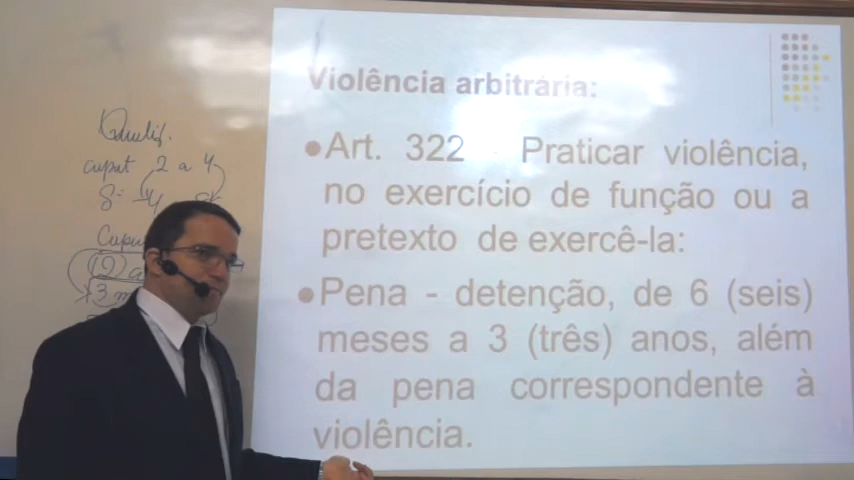 Violência arbitrária:
Art. 322 - Praticar violência,
no exercício de função ou a
pretexto de exercê-la:
Pena - detenção, de 6 (seis)
meses a 3 (três) anos, além
da pena correspondente à
violência.
Qualif.
caput 2 a 4